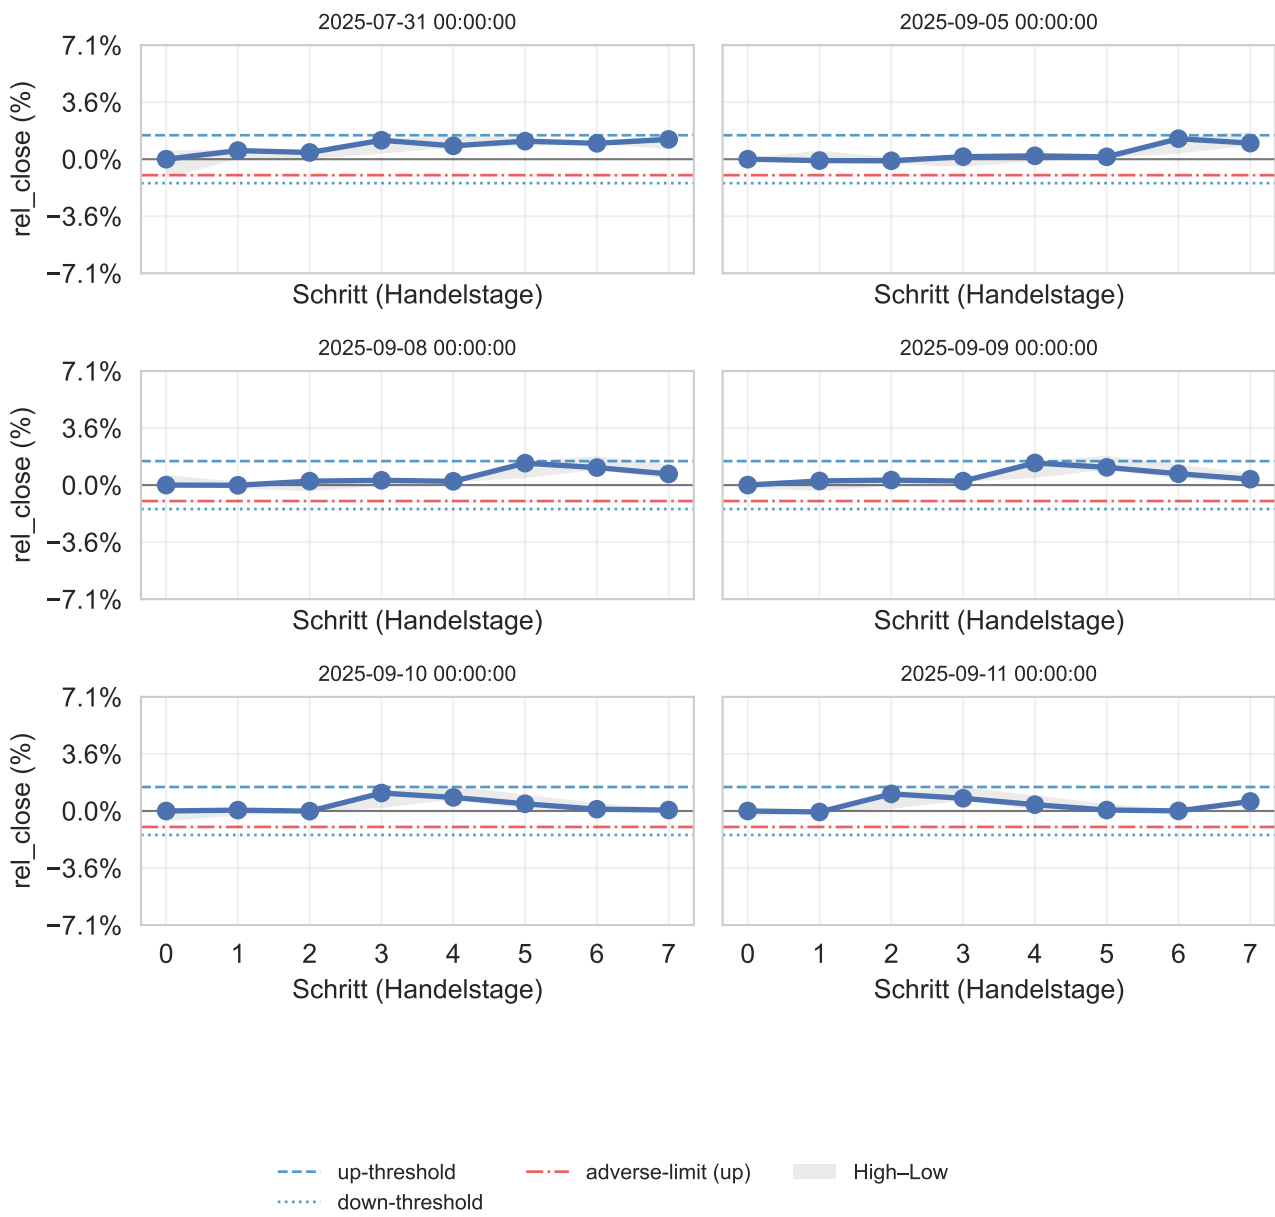 2025-07-31 00:00:00
2025-09-05 00:00:00
7.1%
3.6%
0.0%
−3.6%
−7.1%
rel_close (%)
Schritt (Handelstage)
Schritt (Handelstage)
2025-09-08 00:00:00
2025-09-09 00:00:00
7.1%
3.6%
0.0%
−3.6%
−7.1%
rel_close (%)
Schritt (Handelstage)
Schritt (Handelstage)
2025-09-10 00:00:00
2025-09-11 00:00:00
7.1%
3.6%
0.0%
−3.6%
−7.1%
rel_close (%)
0 1 2 3 4 5 6 7
0 1 2 3 4 5 6 7
Schritt (Handelstage)
Schritt (Handelstage)
up-threshold
down-threshold
adverse-limit (up)
High–Low